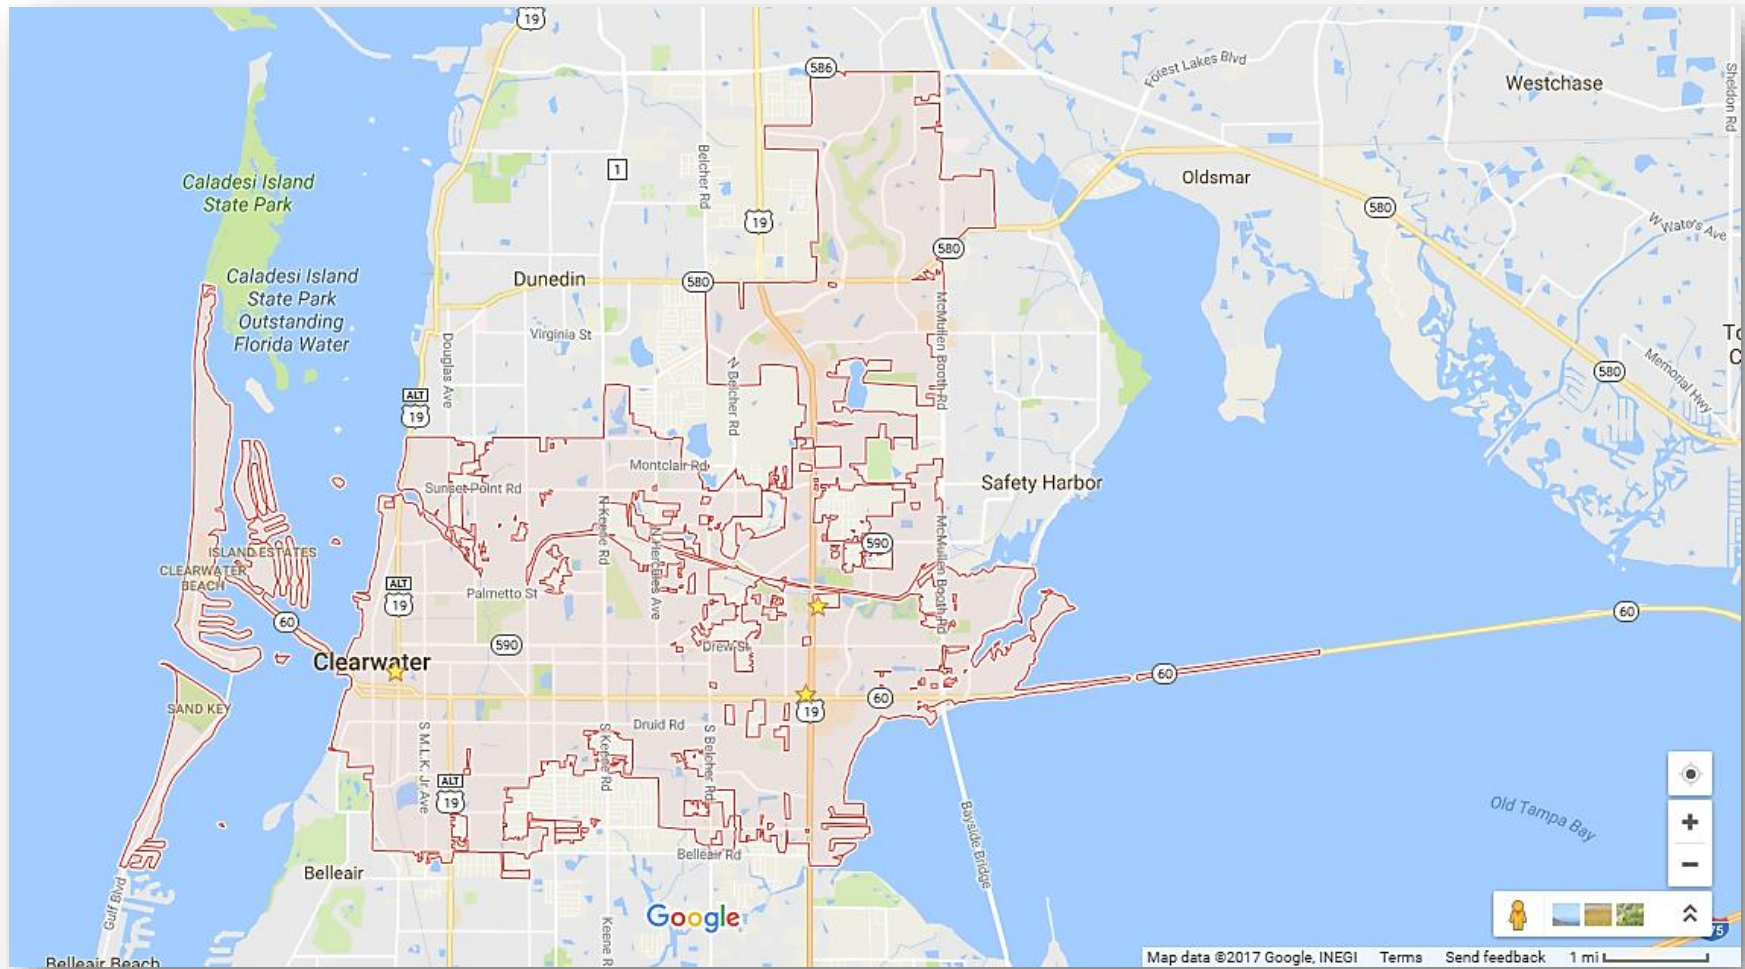 19
586
Forest Lakes Blvd
Westchase
Sheldon Rd
1
Belcher Rd
Caladesi Island
State Park
Oldsmar
580
19
W Waters Ave
580
Caladesi Island
State Park
Outstanding
Florida Water
Dunedin
580
McMullen Booth Rd
Virginia St
Douglas Ave
N Belcher Rd
Memorial Hwy
580
ALT
19
Montclair Rd
Sunset Point Rd
Safety Harbor
N Keene Rd
N Hercules Ave
McMullen Booth Rd
590
ISLAND ESTATES
CLEARWATER
BEACH
ALT
19
Palmetto St
60
60
590
Drew St
Clearwater
60
60
19
SAND KEY
Druid Rd
S M.L.K. Jr Ave
S Keene Rd
S Belcher Rd
ALT
19
Bayside Bridge
Old Tampa Bay
Belleair Rd
Belleair
Gulf Blvd
Google
Keene R
75
Belleair Beach
Map data ©2017 Google, INEGI Terms Send feedback 1 mi